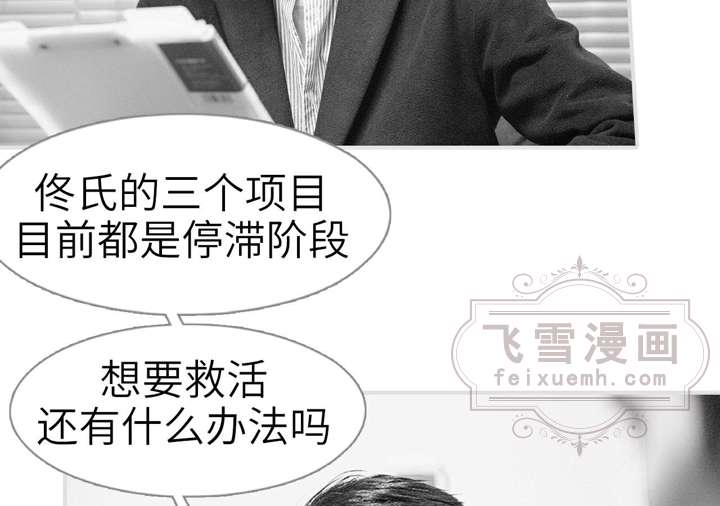 佟氏的三个项目
目前都是停滞阶段
想要救活
还有什么办法吗
飞雪漫画
feixuemh.com